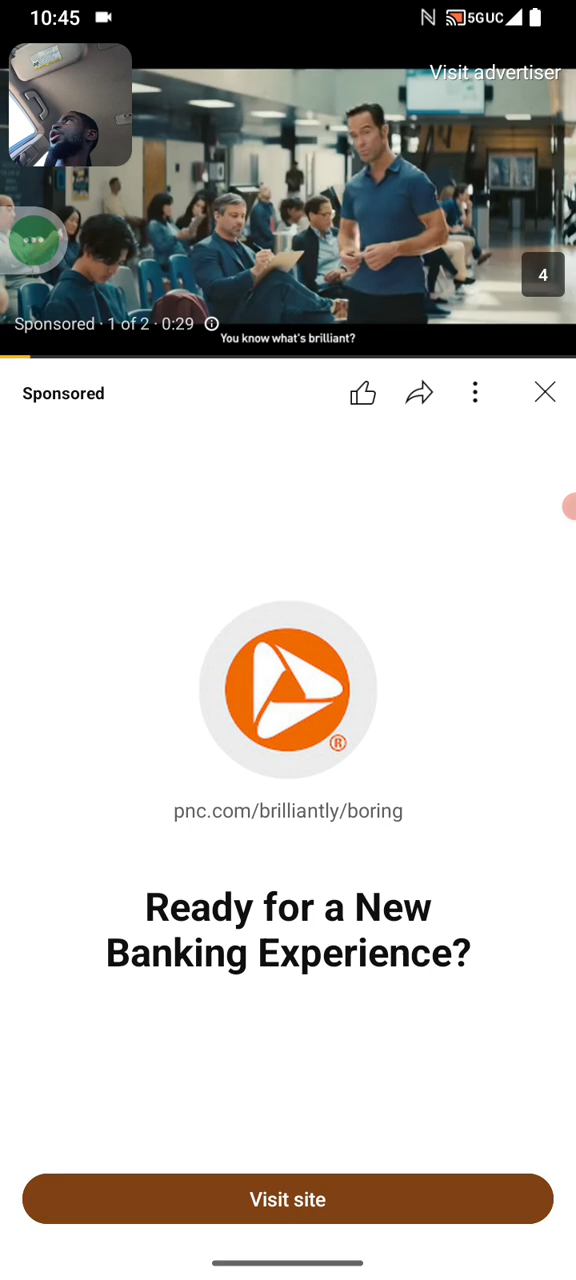 10:45
5GUC
Visit advertiser
4
Sponsored · 1 of 2 · 0:29
You know what's brilliant?
Sponsored
®
pnc.com/brilliantly/boring
Ready for a New
Banking Experience?
Visit site